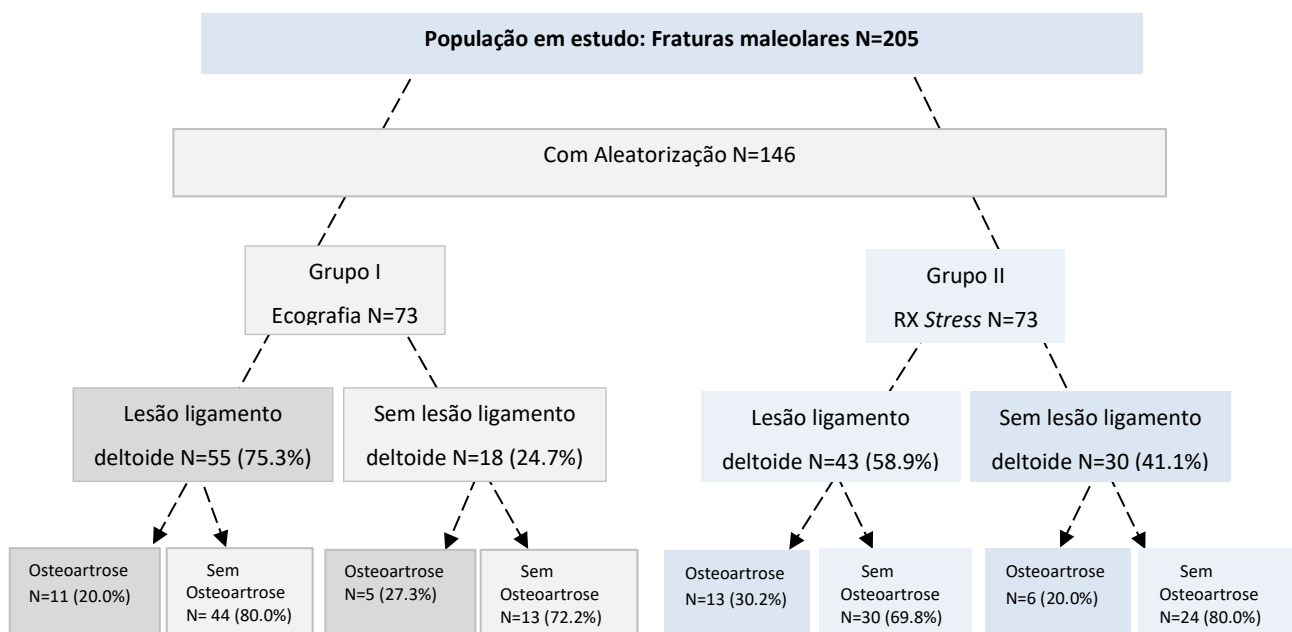 População em estudo: Fraturas maleolares N=205
Com Aleatorização N=146
Grupo I
Ecografia N=73
Grupo II
RX Stress N=73
Lesão ligamento
deltoide N=55 (75.3%)
Sem lesão ligamento
deltoide N=18 (24.7%)
Lesão ligamento
deltoide N=43 (58.9%)
Sem lesão ligamento
deltoide N=30 (41.1%)
Osteoartrose
N=11 (20.0%)
Sem
Osteoartrose
N= 44 (80.0%)
Osteoartrose
N=5 (27.3%)
Sem
Osteoartrose
N=13 (72.2%)
Osteoartrose
N=13 (30.2%)
Sem
Osteoartrose
N=30 (69.8%)
Osteoartrose
N=6 (20.0%)
Sem
Osteoartrose
N=24 (80.0%)